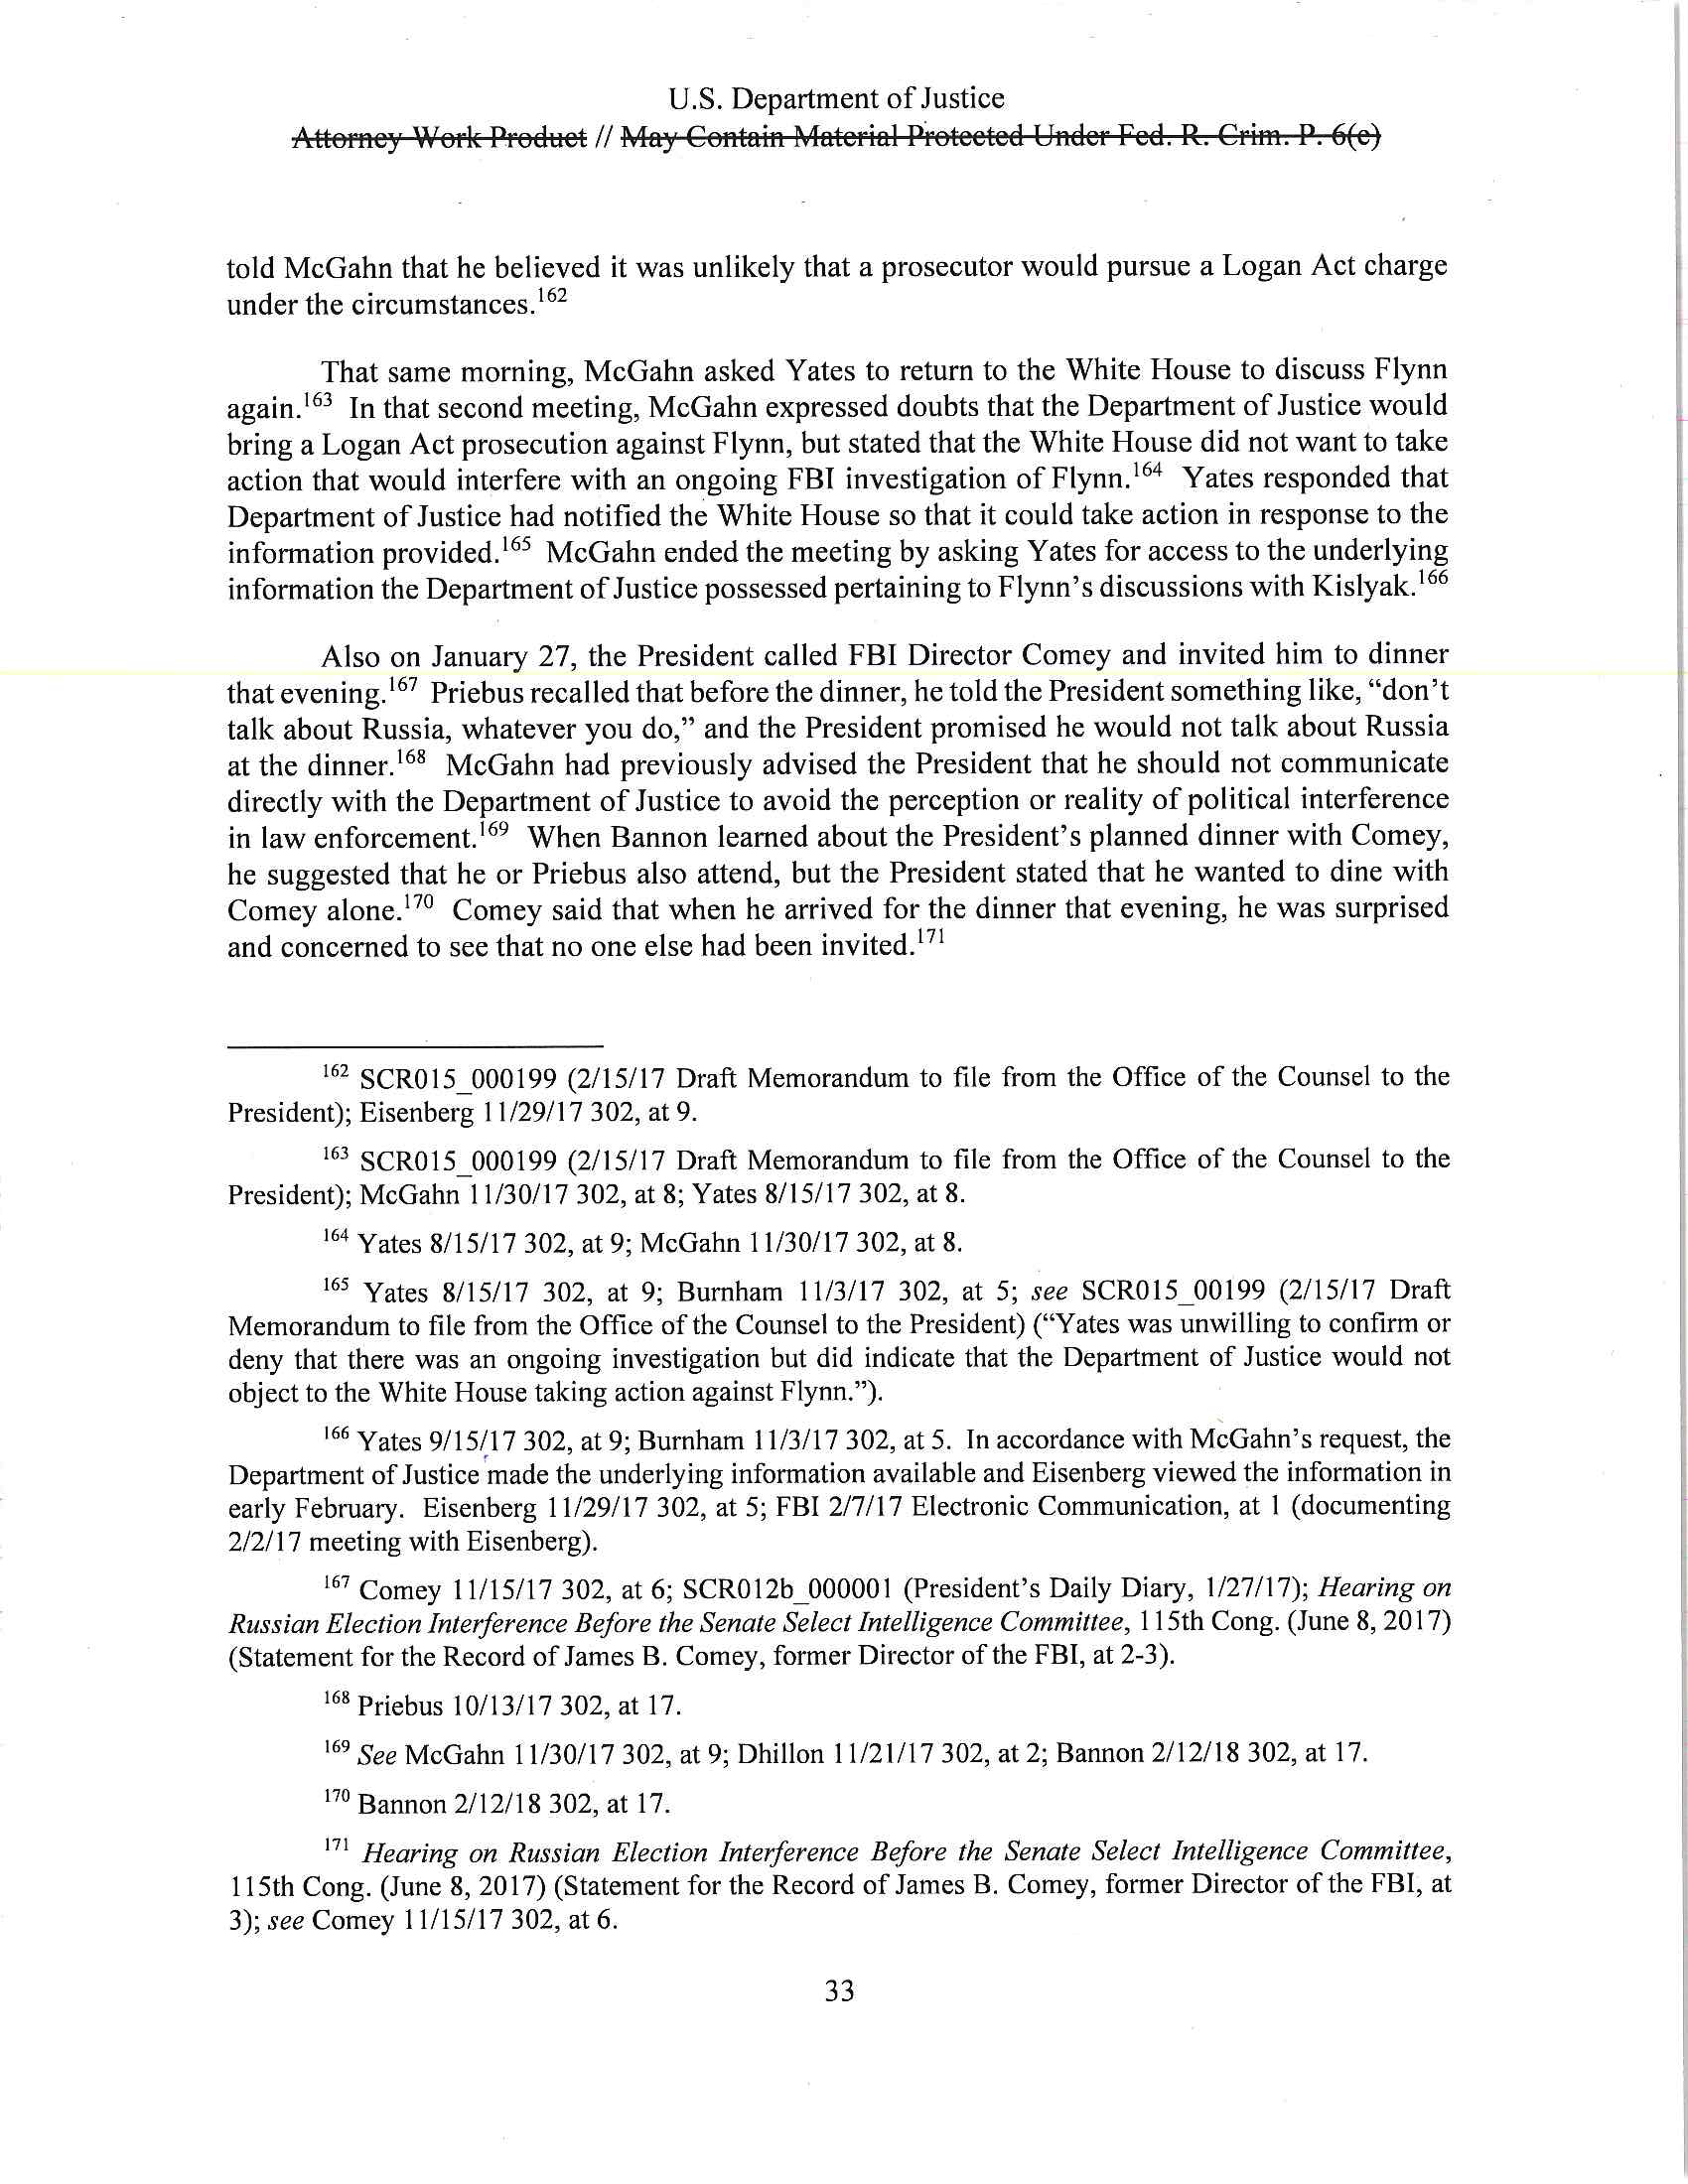 U.S. Department of Justice
Attorney Work Product // May Contain Material Protected Under Fed. R. Crim. P. 6(e)
told McGahn that he believed it was unlikely that a prosecutor would pursue a Logan Act charge
under the circumstances.162
That same morning, McGahn asked Yates to return to the White House to discuss Flynn
again.163 In that second meeting, McGahn expressed doubts that the Department of Justice would
bring a Logan Act prosecution against Flynn, but stated that the White House did not want to take
action that would interfere with an ongoing FBI investigation of Flynn.164 Yates responded that
Department of Justice had notified the White House so that it could take action in response to the
information provided.165 McGahn ended the meeting by asking Yates for access to the underlying
information the Department of Justice possessed pertaining to Flynn's discussions with Kislyak.166
Also on January 27, the President called FBI Director Comey and invited him to dinner
that evening.167 Priebus recalled that before the dinner, he told the President something like, "don't
talk about Russia, whatever you do," and the President promised he would not talk about Russia
at the dinner.168 McGahn had previously advised the President that he should not communicate
directly with the Department of Justice to avoid the perception or reality of political interference
in law enforcement.169 When Bannon learned about the President's planned dinner with Comey,
he suggested that he or Priebus also attend, but the President stated that he wanted to dine with
Comey alone.170 Comey said that when he arrived for the dinner that evening, he was surprised
and concerned to see that no one else had been invited.171
162 SCR015_000199 (2/15/17 Draft Memorandum to file from the Office of the Counsel to the
President); Eisenberg 11/29/17 302, at 9.
163 SCR015_000199 (2/15/17 Draft Memorandum to file from the Office of the Counsel to the
President); McGahn 11/30/17 302, at 8; Yates 8/15/17 302, at 8.
164 Yates 8/15/17 302, at 9; McGahn 11/30/17 302, at 8.
165 Yates 8/15/17 302, at 9; Burnham 11/3/17 302, at 5; see SCR015_00199 (2/15/17 Draft
Memorandum to file from the Office of the Counsel to the President) ("Yates was unwilling to confirm or
deny that there was an ongoing investigation but did indicate that the Department of Justice would not
object to the White House taking action against Flynn.").
166 Yates 9/15/17 302, at 9; Burnham 11/3/17 302, at 5. In accordance with McGahn's request, the
Department of Justice made the underlying information available and Eisenberg viewed the information in
early February. Eisenberg 11/29/17 302, at 5; FBI 2/7/17 Electronic Communication, at 1 (documenting
2/2/17 meeting with Eisenberg).
167 Comey 11/15/17 302, at 6; SCR012b_000001 (President's Daily Diary, 1/27/17); Hearing on
Russian Election Interference Before the Senate Select Intelligence Committee, 115th Cong. (June 8, 2017)
(Statement for the Record of James B. Comey, former Director of the FBI, at 2-3).
168 Priebus 10/13/17 302, at 17.
169 See McGahn 11/30/17 302, at 9; Dhillon 11/21/17 302, at 2; Bannon 2/12/18 302, at 17.
170 Bannon 2/12/18 302, at 17.
171 Hearing on Russian Election Interference Before the Senate Select Intelligence Committee,
115th Cong. (June 8, 2017) (Statement for the Record of James B. Comey, former Director of the FBI, at
3); see Comey 11/15/17 302, at 6.
33